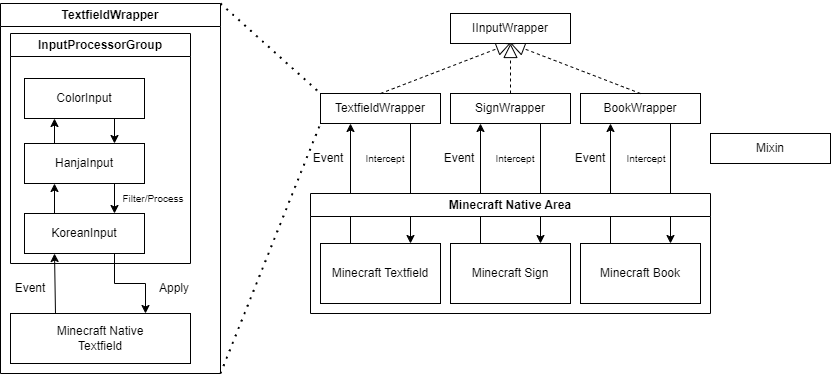 TextfieldWrapper
InputProcessorGroup
ColorInput
HanjaInput
Filter/Process
KoreanInput
Event
Apply
Minecraft Native
Textfield
IInputWrapper
TextfieldWrapper
SignWrapper
BookWrapper
Mixin
Event
Intercept
Event
Intercept
Event
Intercept
Minecraft Native Area
Minecraft Textfield
Minecraft Sign
Minecraft Book